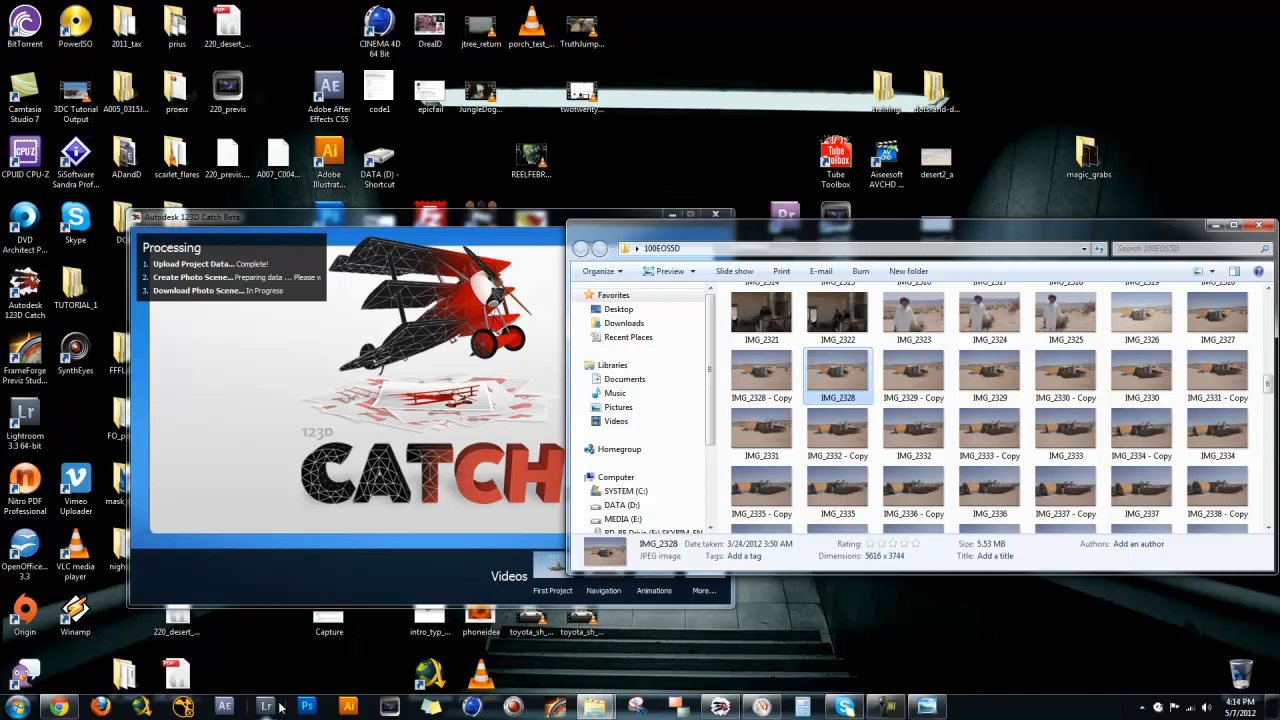 BitTorrent
PowerISO
2011_tax
prius
220_desert_...
CINEMA 4D
64 Bit
DrealD
jtree_return
porch_test_...
TruthJump...
Camtasia
Studio 7
3DC Tutorial
Output
A005_0315J...
proexr
220_previs
Adobe After
Effects CS5
code1
epicfail
JungleDog...
twotwenty...
training
dots-and-d...
CPUID CPU-Z
SiSoftware
Sandra Prof...
ADandD
scarlet_flares
220_previs...
A007_C004...
Adobe
Illustrat...
DATA (D) -
Shortcut
REELFEBR...
Tube
Toolbox
Aiseesoft
AVCHD ...
desert2_a
magic_grabs
DVD
Architect P...
Skype
Autodesk
123D Catch
TUTORIAL_1
FrameForge
Previz Stud...
SynthEyes
Lightroom
3.3 64-bit
Nitro PDF
Professional
Vimeo
Uploader
OpenOffice...
3.3
VLC media
player
Origin
Winamp
220_desert_...
Capture
intro_typ_...
phoneidea
toyota_sh_...
toyota_sh_...
Recycle Bin
Autodesk 123D Catch Beta
Processing
1. Upload Project Data... Complete!
2. Create Photo Scene... Preparing data ... Please w
3. Download Photo Scene... In Progress
123D
CATCH
Videos
First Project
Navigation
Animations
More...
100EOS5D
Search 100EOS5D
Organize
Preview
Slide show
Print
E-mail
Burn
New folder
Favorites
Desktop
Downloads
Recent Places
Libraries
Documents
Music
Pictures
Videos
Homegroup
Computer
SYSTEM (C:)
DATA (D:)
MEDIA (E:)
IMG_2321
IMG_2322
IMG_2323
IMG_2324
IMG_2325
IMG_2326
IMG_2327
IMG_2328 - Copy
IMG_2328
IMG_2329 - Copy
IMG_2329
IMG_2330 - Copy
IMG_2330
IMG_2331 - Copy
IMG_2331
IMG_2332 - Copy
IMG_2332
IMG_2333 - Copy
IMG_2333
IMG_2334 - Copy
IMG_2334
IMG_2335 - Copy
IMG_2335
IMG_2336 - Copy
IMG_2336
IMG_2337 - Copy
IMG_2337
IMG_2338 - Copy
IMG_2328 Date taken: 3/24/2012 3:50 AM
Rating:
Size: 5.53 MB
Authors: Add an author
JPEG image
Tags: Add a tag
Dimensions: 5616 x 3744
Title: Add a title
4:14 PM
5/7/2012